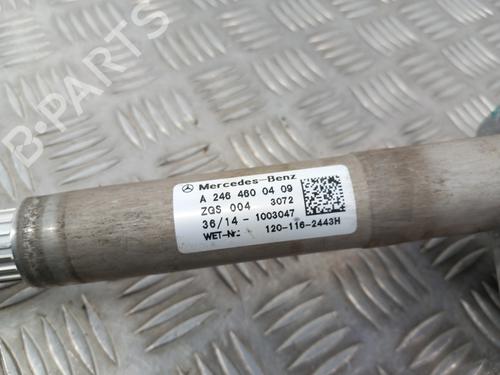 Mercedes-Benz
A 246 460 04 09
ZGS 004 3072
36/14 - 1003047
WET-Nr.: 120-116-2443H
B-PARTS